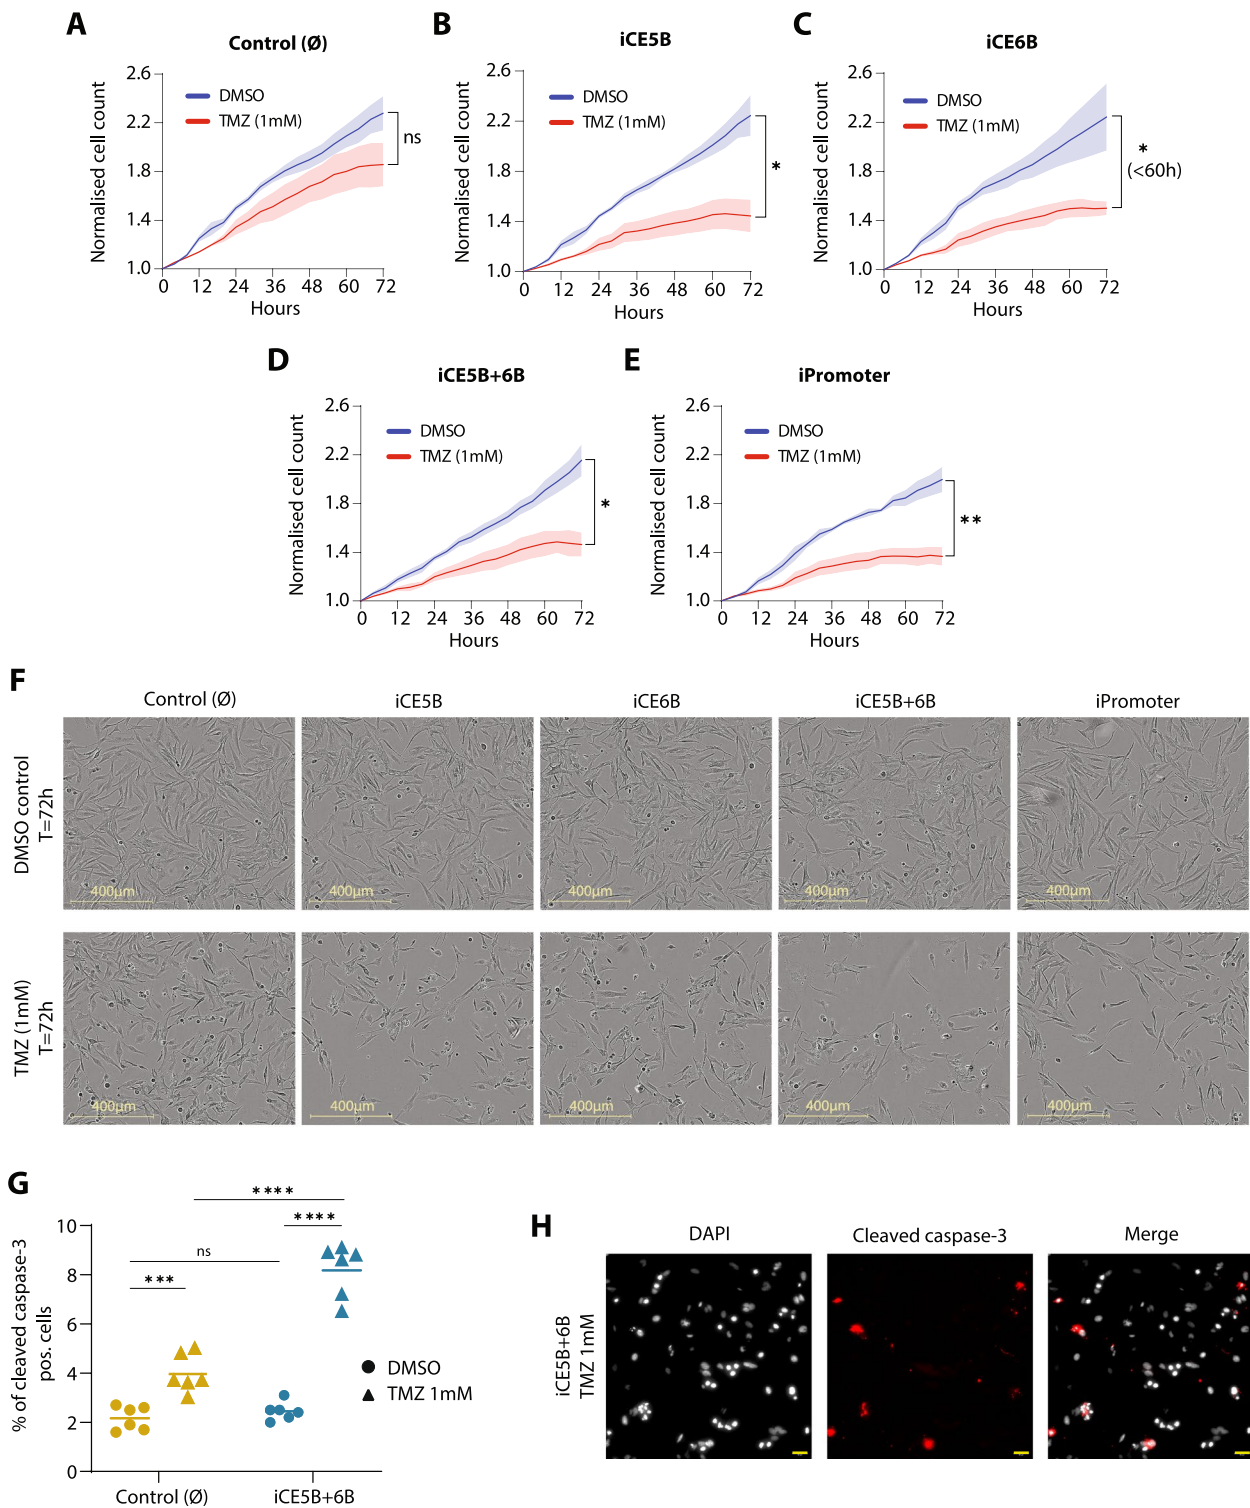 A
Control (Ø)
Normalised cell count
2.6
2.2
1.8
1.4
1.0
DMSO
TMZ (1mM)
ns
0 12 24 36 48 60 72
Hours
B
iCE5B
Normalised cell count
2.6
2.2
1.8
1.4
1.0
DMSO
TMZ (1mM)
*
0 12 24 36 48 60 72
Hours
C
iCE6B
Normalised cell count
2.6
2.2
1.8
1.4
1.0
DMSO
TMZ (1mM)
*
(<60h)
0 12 24 36 48 60 72
Hours
D
iCE5B+6B
Normalised cell count
2.6
2.2
1.8
1.4
1.0
DMSO
TMZ (1mM)
*
0 12 24 36 48 60 72
Hours
E
iPromoter
Normalised cell count
2.6
2.2
1.8
1.4
1.0
DMSO
TMZ (1mM)
**
0 12 24 36 48 60 72
Hours
F
Control (Ø) iCE5B iCE6B iCE5B+6B iPromoter
DMSO control
T=72h
400µm 400µm 400µm 400µm 400µm
TMZ (1mM)
T=72h
400µm 400µm 400µm 400µm 400µm
G
% of cleaved caspase-3
pos. cells
10
8
6
4
2
0
****
****
ns
***
DMSO
TMZ 1mM
Control (Ø) iCE5B+6B
H
DAPI Cleaved caspase-3 Merge
iCE5B+6B
TMZ 1mM